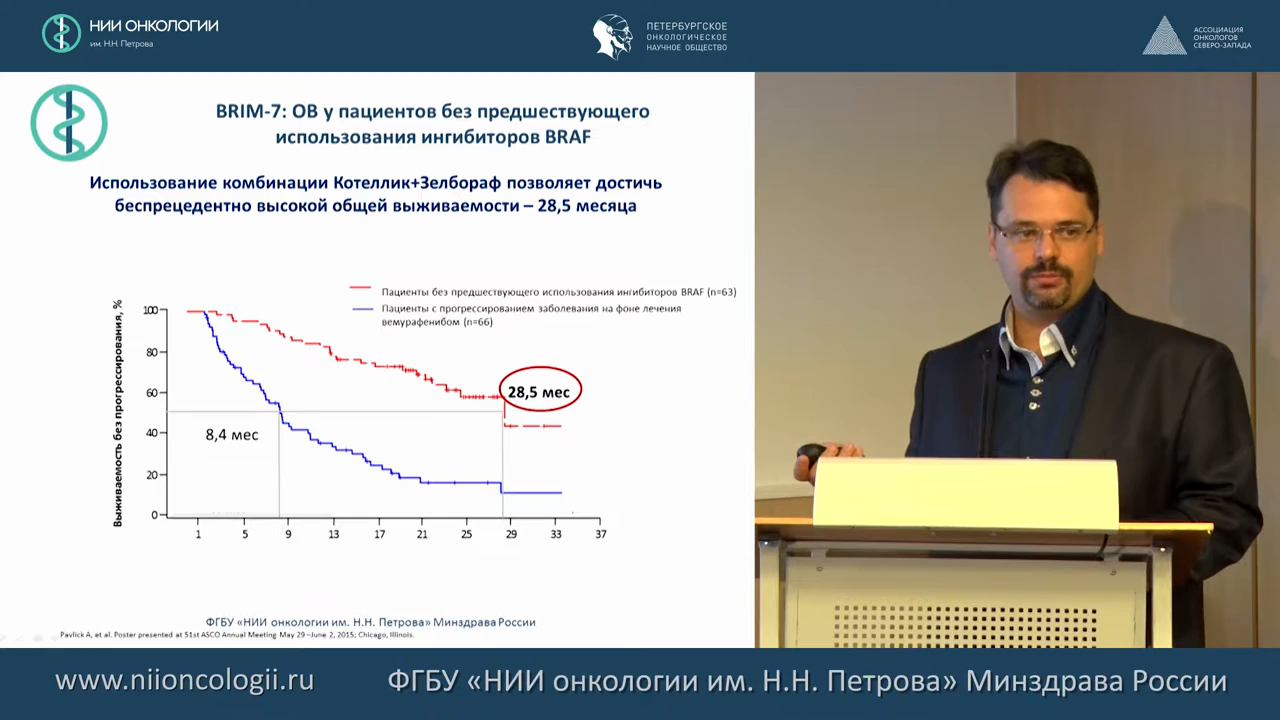 НИИ ОНКОЛОГИИ
им. Н.Н. Петрова
ПЕТЕРБУРГСКОЕ
ОНКОЛОГИЧЕСКОЕ
НАУЧНОЕ ОБЩЕСТВО
АССОЦИАЦИЯ
ОНКОЛОГОВ
СЕВЕРО-ЗАПАДА
BRIM-7: ОВ у пациентов без предшествующего
использования ингибиторов BRAF
Использование комбинации Котеллик+Зелбораф позволяет достичь
беспрецедентно высокой общей выживаемости – 28,5 месяца
Пациенты без предшествующего использования ингибиторов BRAF (n=63)
Пациенты с прогрессированием заболевания на фоне лечения
вемурафенибом (n=66)
Выживаемость без прогрессирования, %
100
80
60
40
20
0
28,5 мес
8,4 мес
1 5 9 13 17 21 25 29 33 37
ФГБУ «НИИ онкологии им. Н.Н. Петрова» Минздрава России
Pavlick A, et al. Poster presented at 51st ASCO Annual Meeting May 29 –June 2, 2015; Chicago, Illinois.
www.niioncologii.ru
ФГБУ «НИИ онкологии им. Н.Н. Петрова» Минздрава России